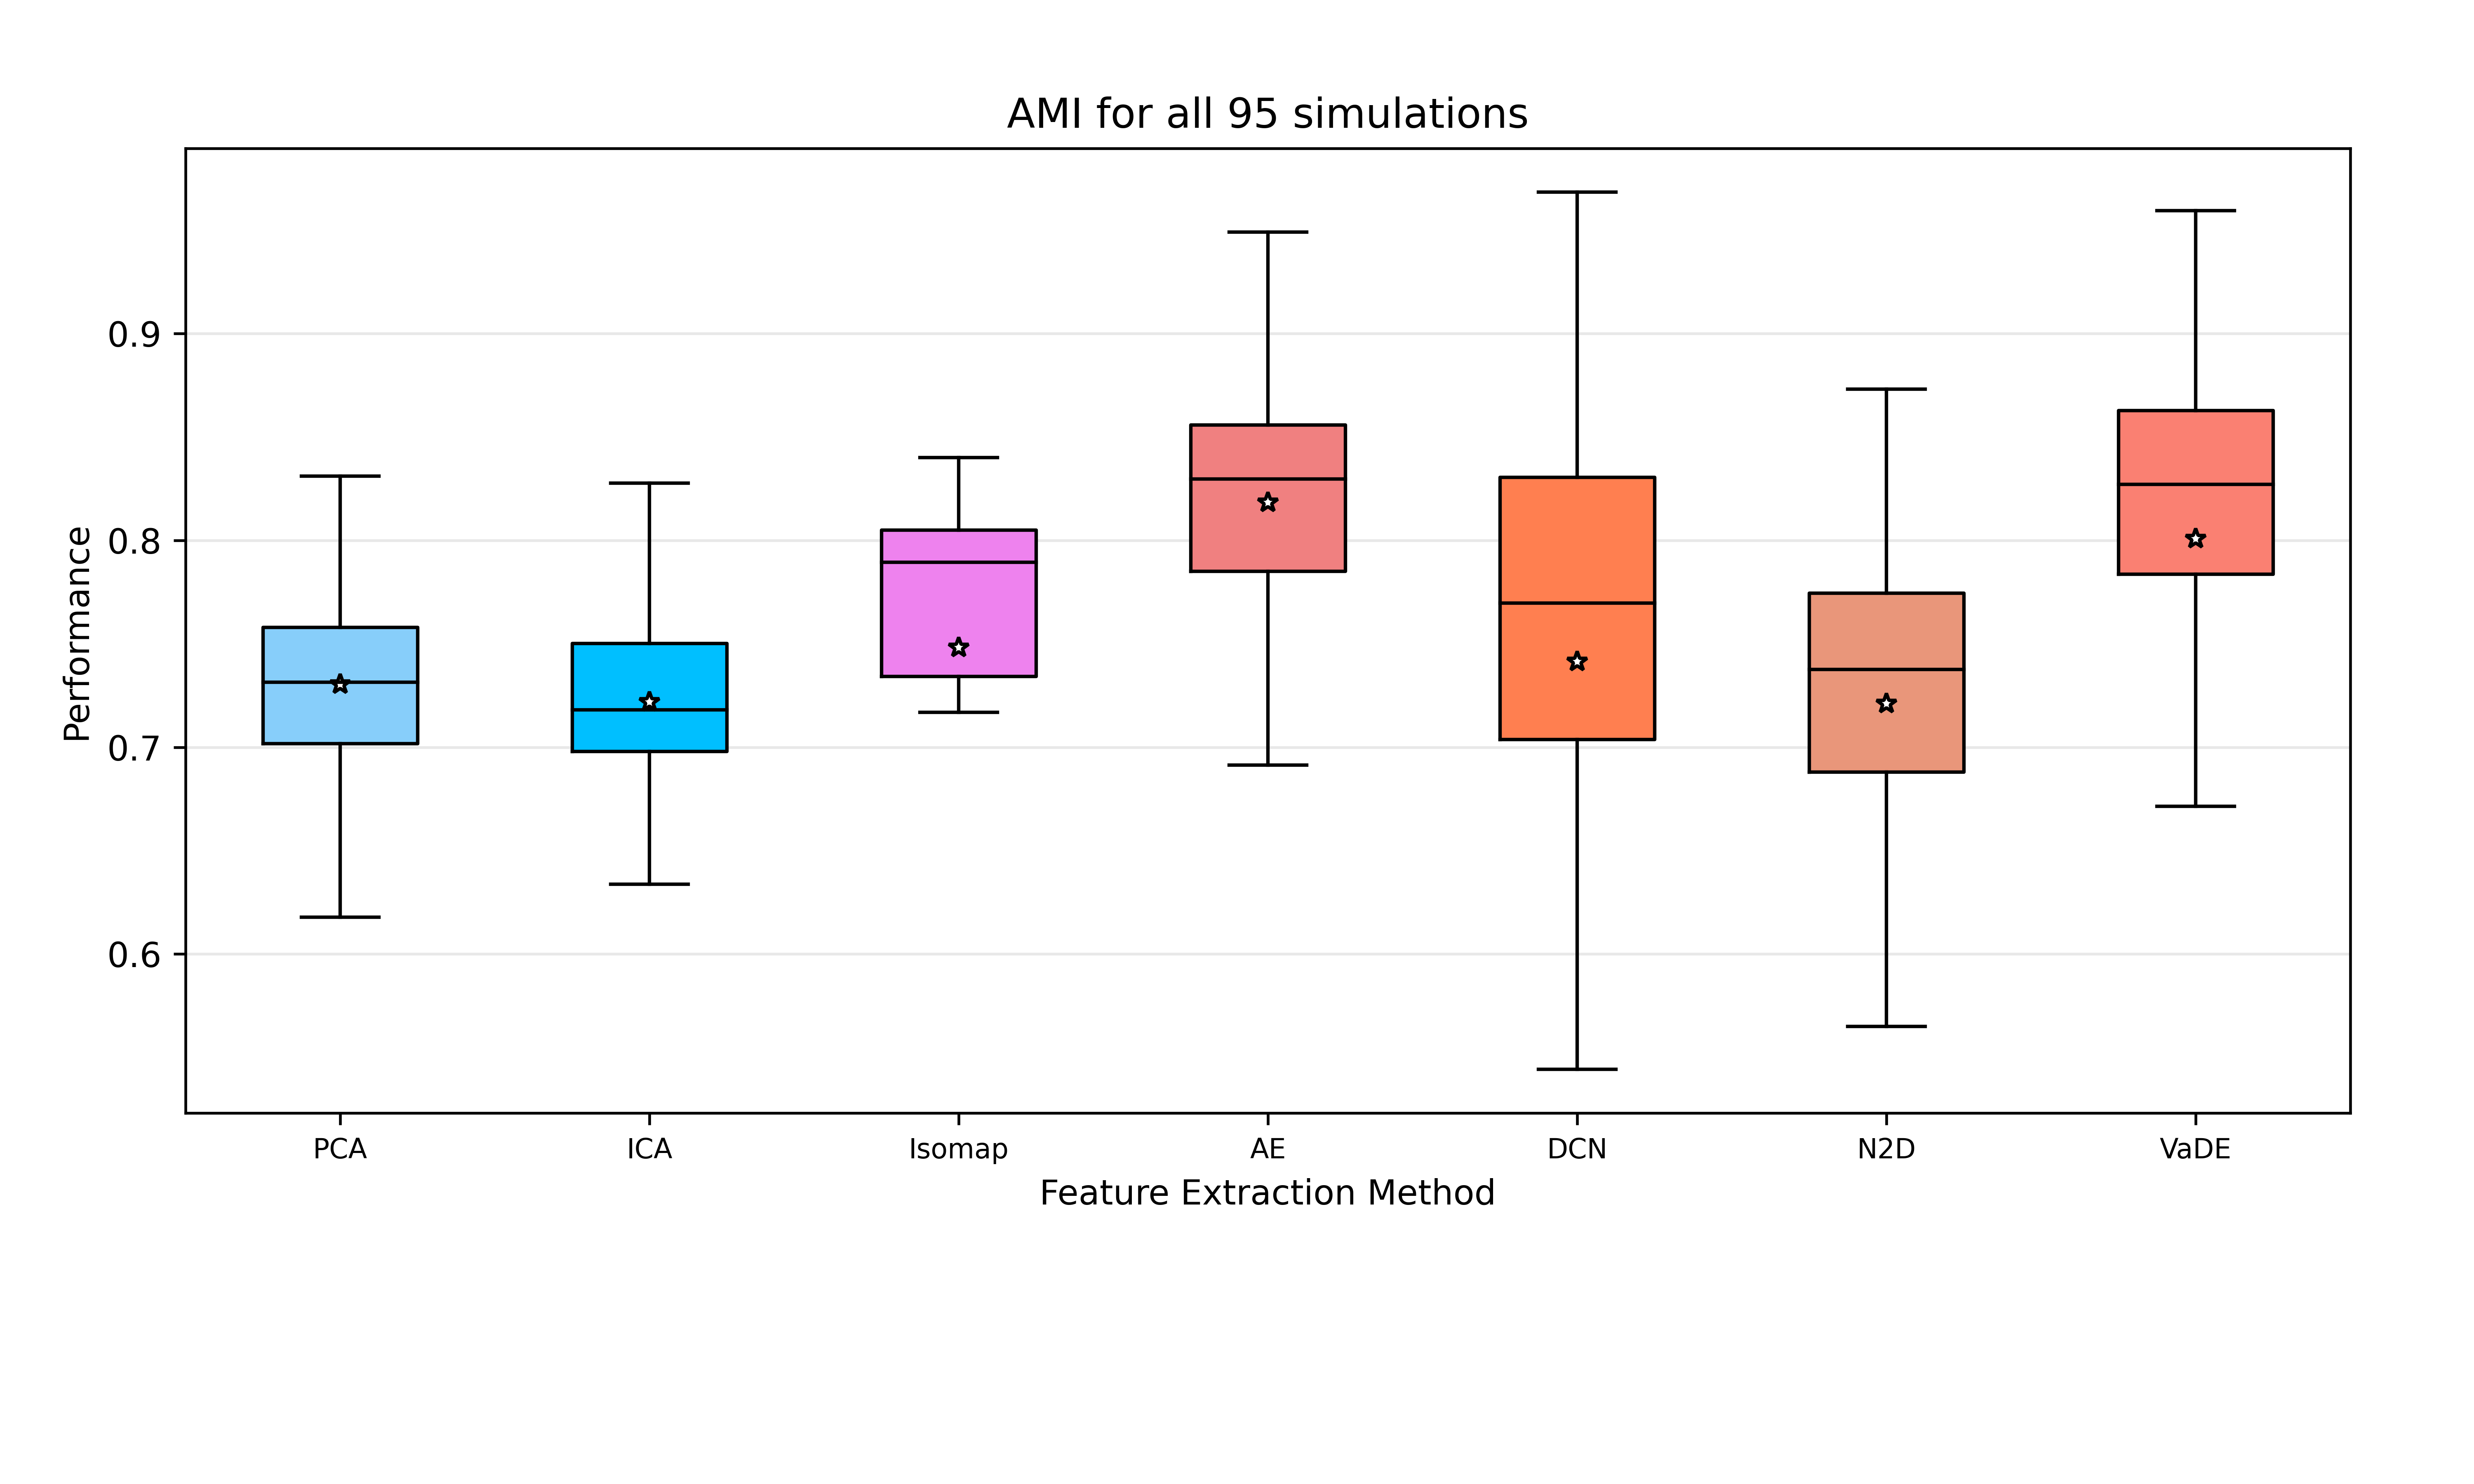 AMI for all 95 simulations
Performance
0.9
0.8
0.7
0.6
PCA ICA Isomap AE DCN N2D VaDE
Feature Extraction Method